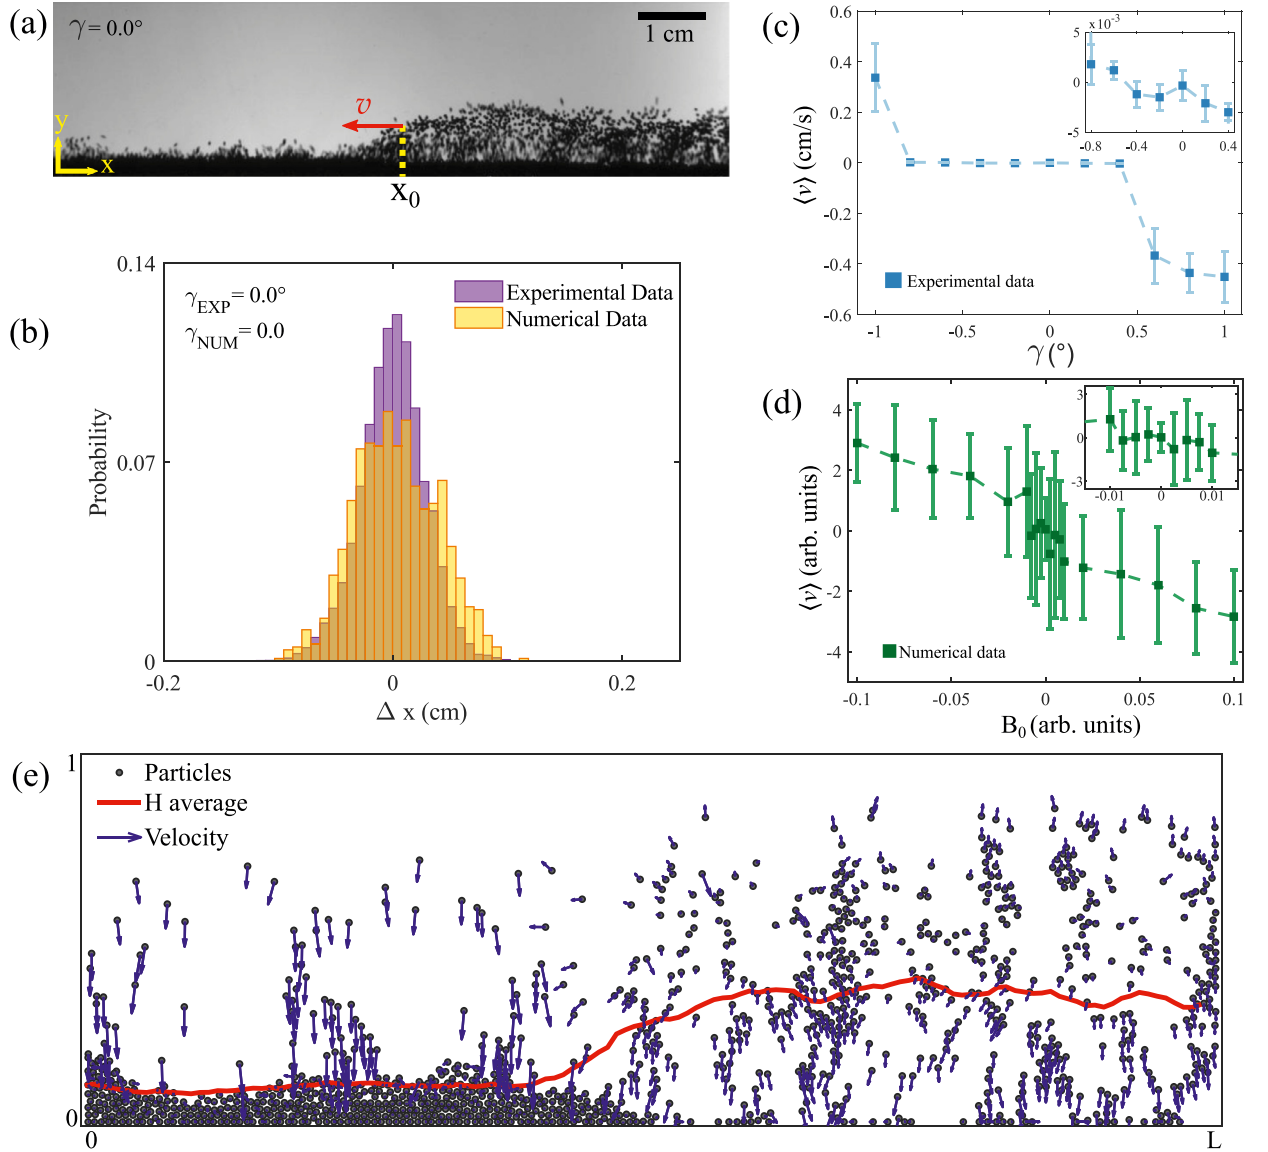 (a)
γ = 0.0°
1 cm
v
y
x
x₀
(b)
0.14
0.07
0
Probability
γEXP = 0.0°
γNUM = 0.0
Experimental Data
Numerical Data
-0.2
0
0.2
Δ x (cm)
(c)
0.6
0.4
0.2
0
-0.2
-0.4
-0.6
⟨v⟩ (cm/s)
x10⁻³
5
0
-5
-0.8
-0.4
0
0.4
Experimental data
-1
-0.5
0
0.5
1
γ (°)
(d)
4
2
0
-2
-4
⟨v⟩ (arb. units)
3
0
-3
-0.01
0
0.01
Numerical data
-0.1
-0.05
0
0.05
0.1
B₀ (arb. units)
(e)
1
0
Particles
H average
Velocity
0
L